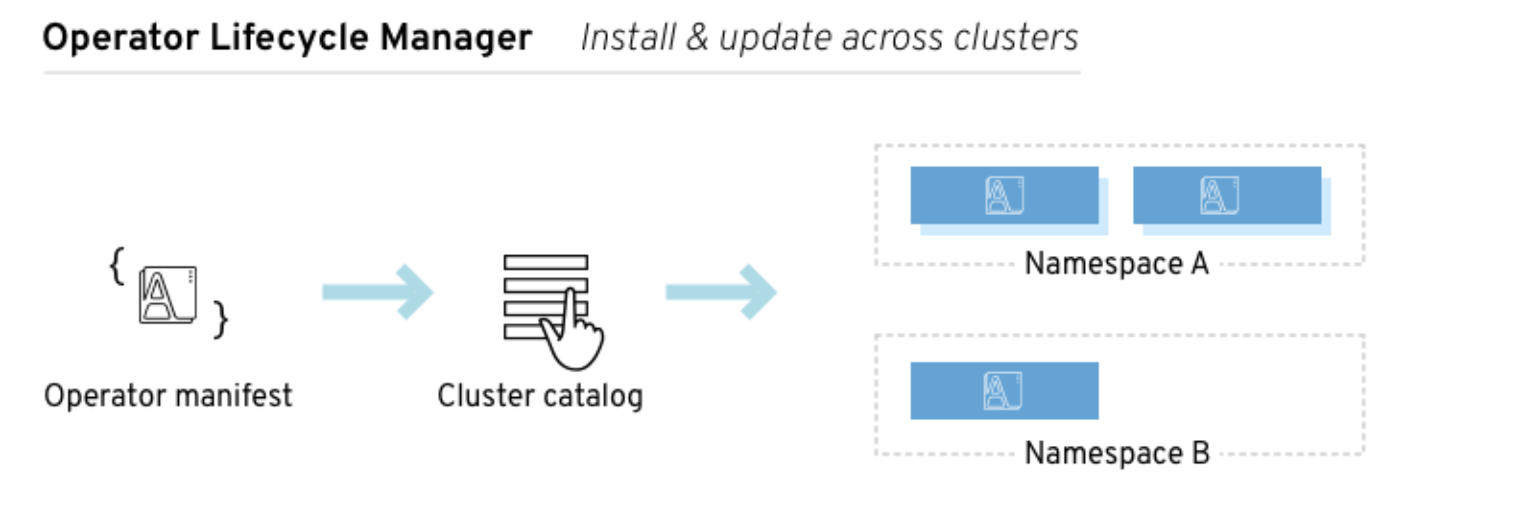 Operator Lifecycle Manager Install & update across clusters
Namespace A
Operator manifest
Cluster catalog
Namespace B